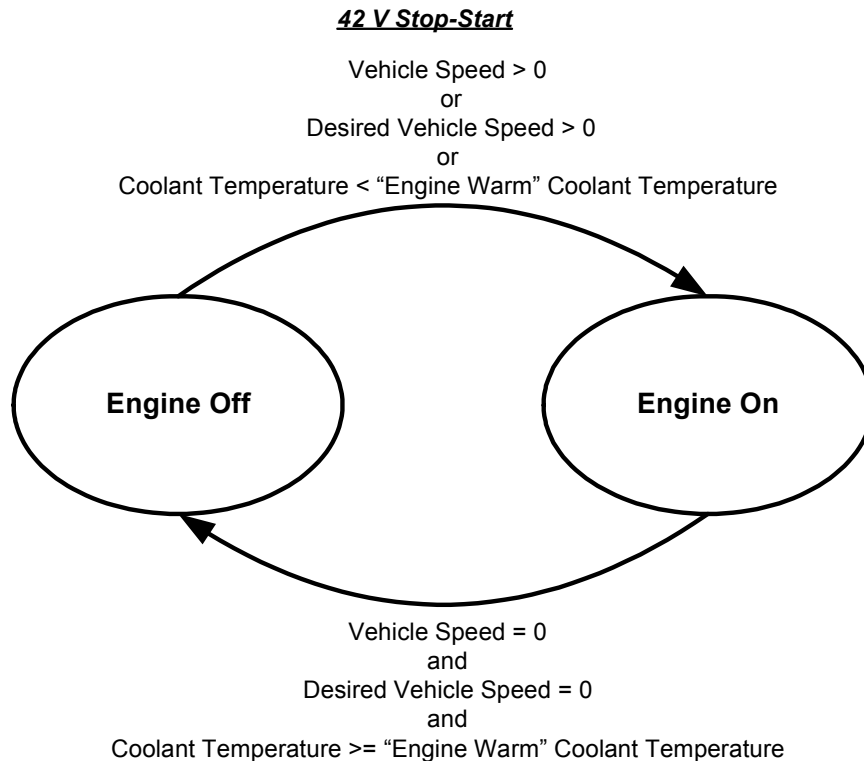 42 V Stop-Start
Vehicle Speed > 0
or
Desired Vehicle Speed > 0
or
Coolant Temperature < “Engine Warm” Coolant Temperature
Engine Off
Engine On
Vehicle Speed = 0
and
Desired Vehicle Speed = 0
and
Coolant Temperature >= “Engine Warm” Coolant Temperature